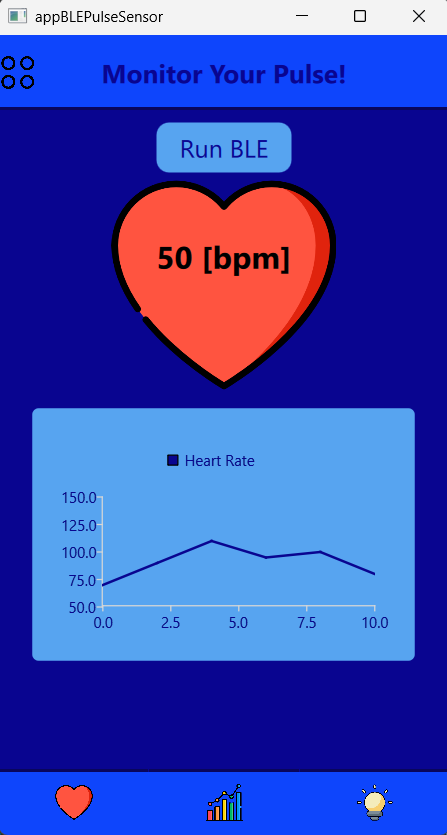 appBLEPulseSensor
Monitor Your Pulse!
Run BLE
50 [bpm]
Heart Rate
150.0
125.0
100.0
75.0
50.0
0.0 2.5 5.0 7.5 10.0